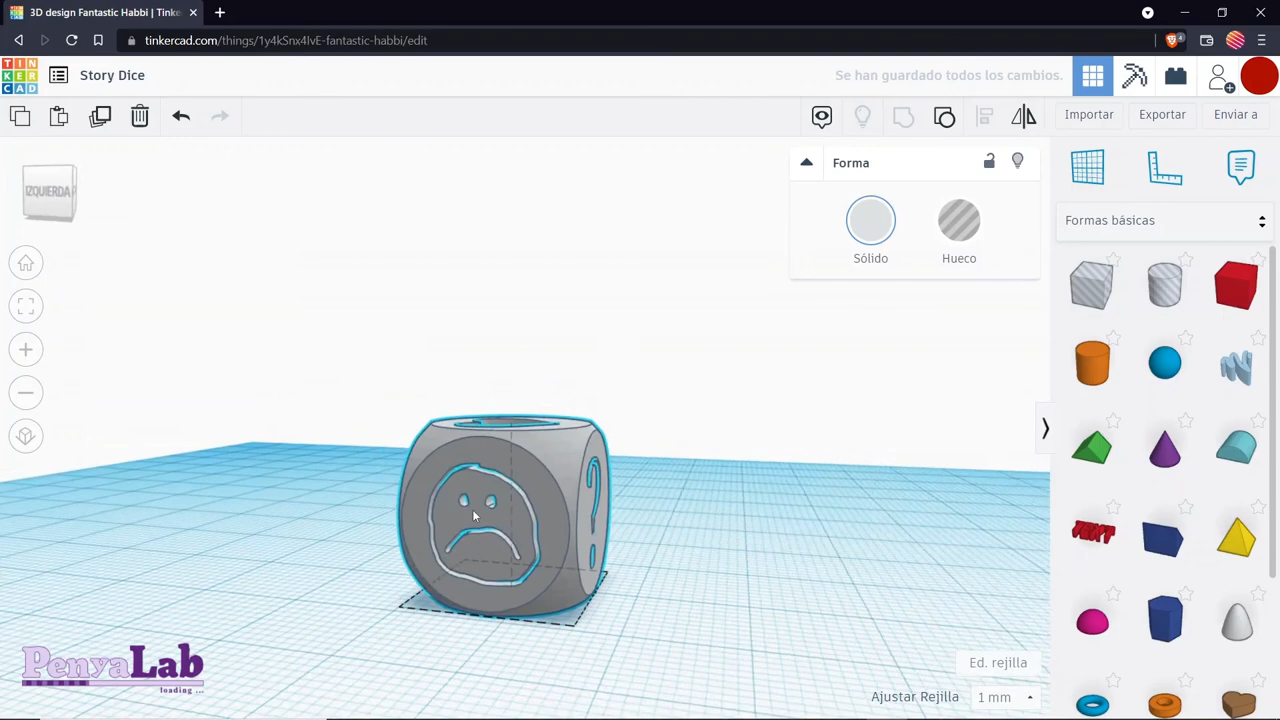 3D design Fantastic Habbi | Tinke
tinkercad.com/things/1y4kSnx4lvE-fantastic-habbi/edit
4
TIN
KER
CAD
Story Dice
Se han guardado todos los cambios.
Importar
Exportar
Enviar a
IZQUIERDA
Forma
Sólido
Hueco
Formas básicas
TEXT
?
Ed. rejilla
Ajustar Rejilla
1 mm
PenyaLab
loading ...